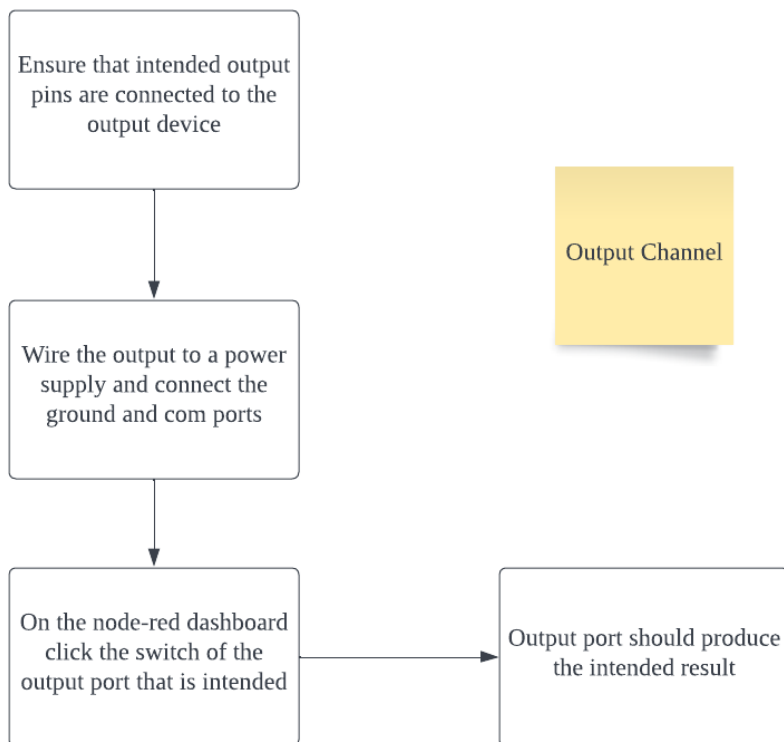 Ensure that intended output
pins are connected to the
output device
Output Channel
Wire the output to a power
supply and connect the
ground and com ports
On the node-red dashboard
click the switch of the
output port that is intended
Output port should produce
the intended result